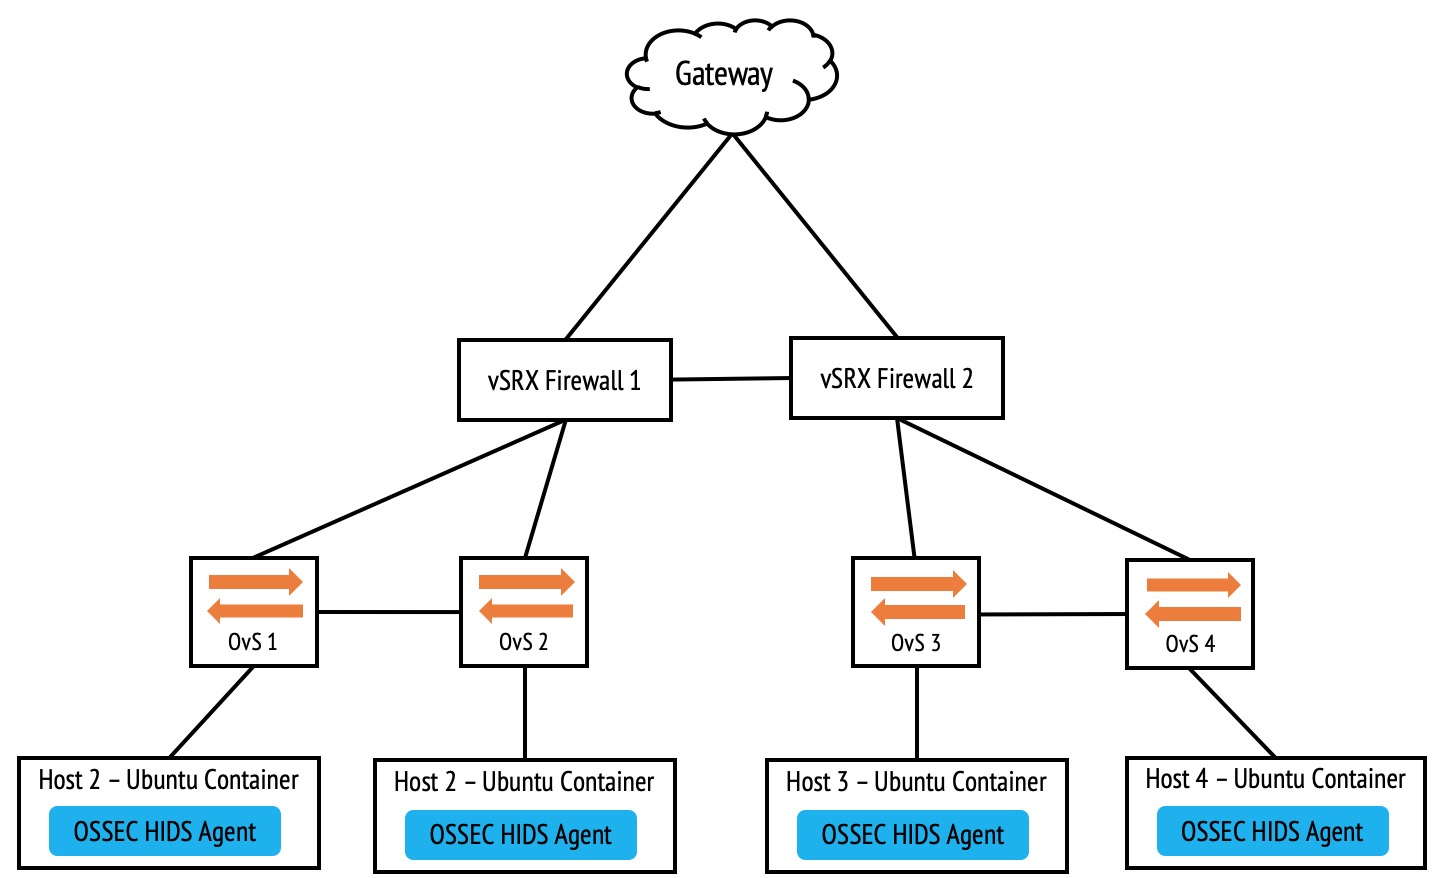 Gateway
vSRX Firewall 1
vSRX Firewall 2
OvS 1
OvS 2
OvS 3
OvS 4
Host 2 – Ubuntu Container
OSSEC HIDS Agent
Host 2 – Ubuntu Container
OSSEC HIDS Agent
Host 3 – Ubuntu Container
OSSEC HIDS Agent
Host 4 – Ubuntu Container
OSSEC HIDS Agent